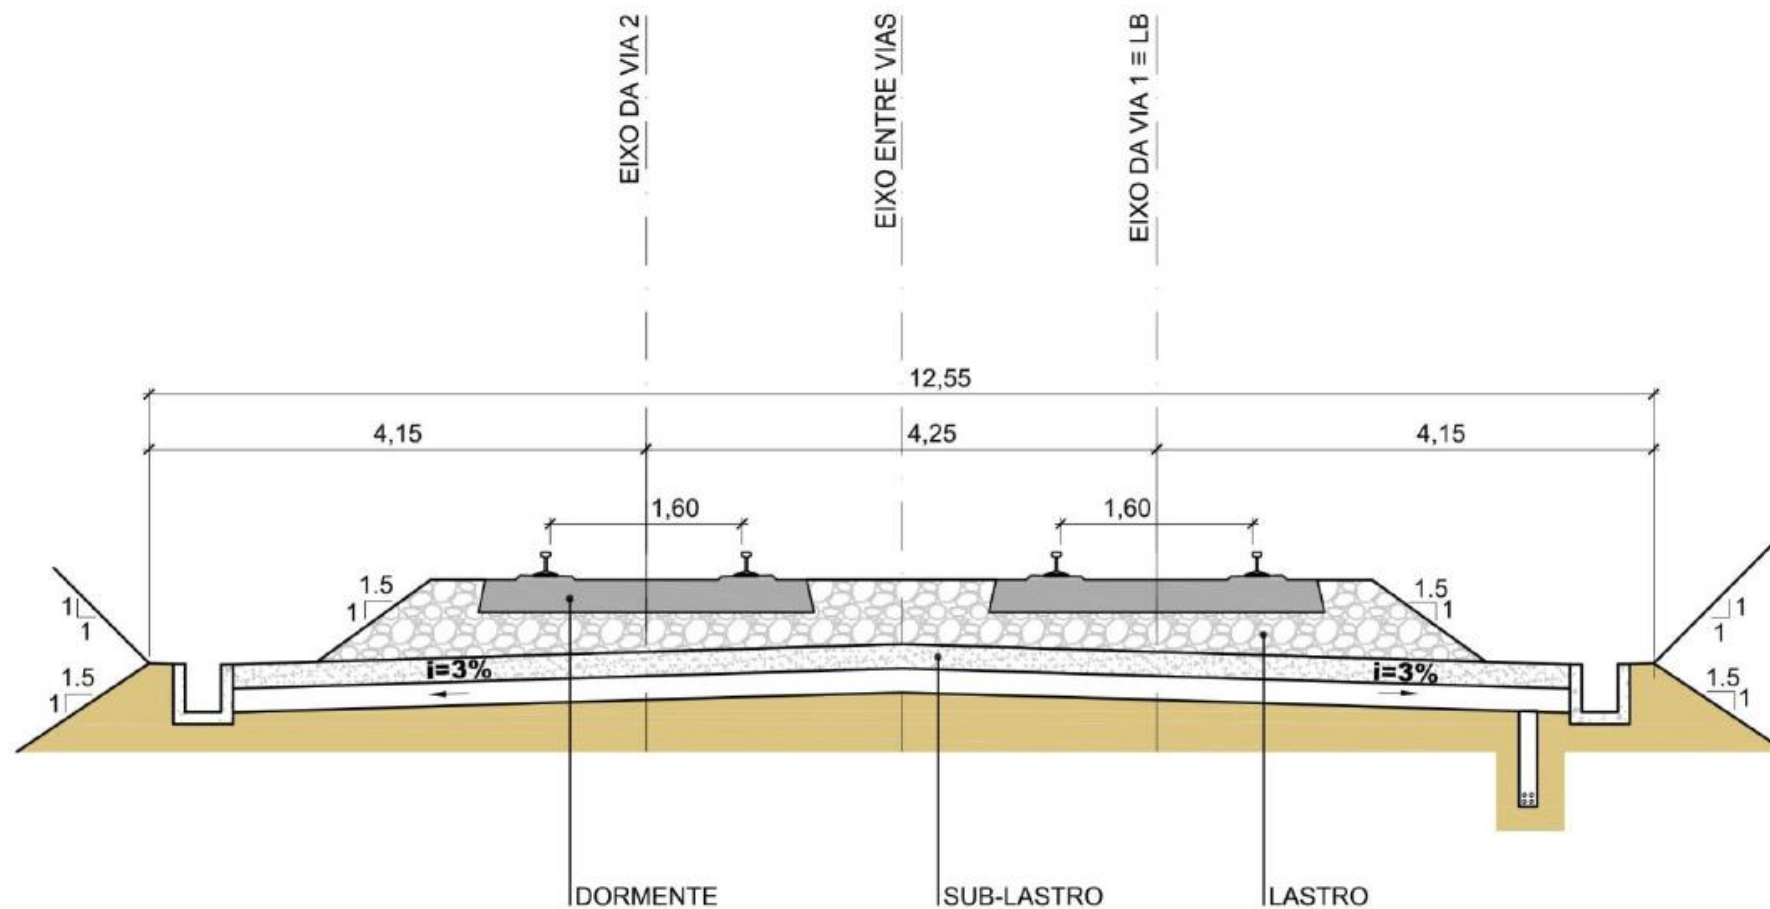 EIXO DA VIA 2
EIXO ENTRE VIAS
EIXO DA VIA 1 ≡ LB
12,55
4,15
4,25
4,15
1,60
1,60
1.5
1
1.5
1
1
1
1
1
i=3%
i=3%
1.5
1
1.5
1
DORMENTE
SUB-LASTRO
LASTRO